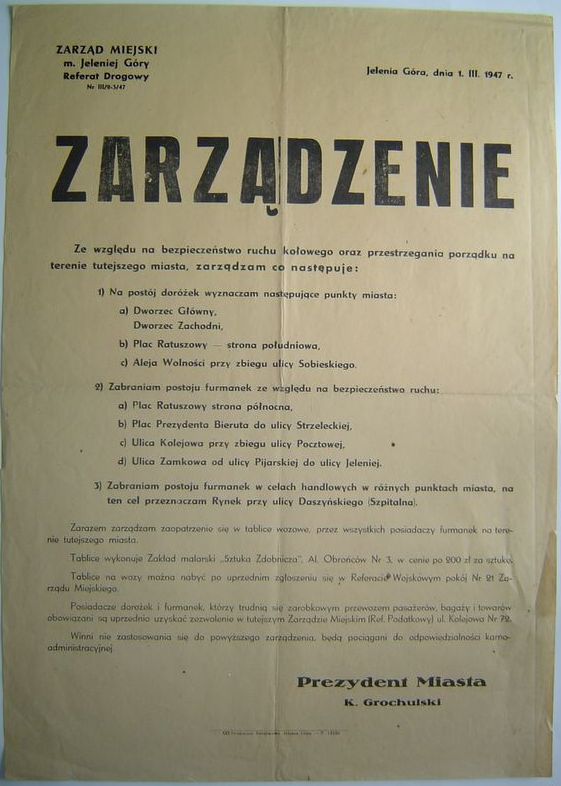 ZARZĄD MIEJSKI
m. Jeleniej Góry
Referat Drogowy
Nr III/9-3/47
Jelenia Góra, dnia 1. III. 1947 r.
ZARZĄDZENIE
Ze względu na bezpieczeństwo ruchu kołowego oraz przestrzegania porządku na
terenie tutejszego miasta, zarządzam co następuje:
1) Na postój dorożek wyznaczam następujące punkty miasta:
a) Dworzec Główny,
Dworzec Zachodni,
b) Plac Ratuszowy — strona południowa,
c) Aleja Wolności przy zbiegu ulicy Sobieskiego.
2) Zabraniam postoju furmanek ze względu na bezpieczeństwo ruchu:
a) Plac Ratuszowy strona północna,
b) Plac Prezydenta Bieruta do ulicy Strzeleckiej,
c) Ulica Kolejowa przy zbiegu ulicy Pocztowej,
d) Ulica Zamkowa od ulicy Pijarskiej do ulicy Jeleniej.
3) Zabraniam postoju furmanek w celach handlowych w różnych punktach miasta, na
ten cel przeznaczam Rynek przy ulicy Daszyńskiego (Szpitalna).
Zarazem zarządzam zaopatrzenie się w tablice wozowe, przez wszystkich posiadaczy furmanek na tere-
nie tutejszego miasta.
Tablice wykonuje Zakład malarski „Sztuka Zdobnicza", Al. Obrońców Nr 3, w cenie po 200 zł za sztukę.
Tablice na wozy można nabyć po uprzednim zgłoszeniu się w Referacie Wojskowym pokój Nr 21 Za-
rządu Miejskiego.
Posiadacze dorożek i furmanek, którzy trudnią się zarobkowym przewozem pasażerów, bagaży i towarów
obowiązani są uprzednio uzyskać zezwolenie w tutejszym Zarządzie Miejskim (Ref. Podatkowy) ul. Kolejowa Nr 72.
Winni nie zastosowania się do powyższego zarządzenia, będą pociągani do odpowiedzialności karno-
administracyjnej.
Prezydent Miasta
K. Grochulski